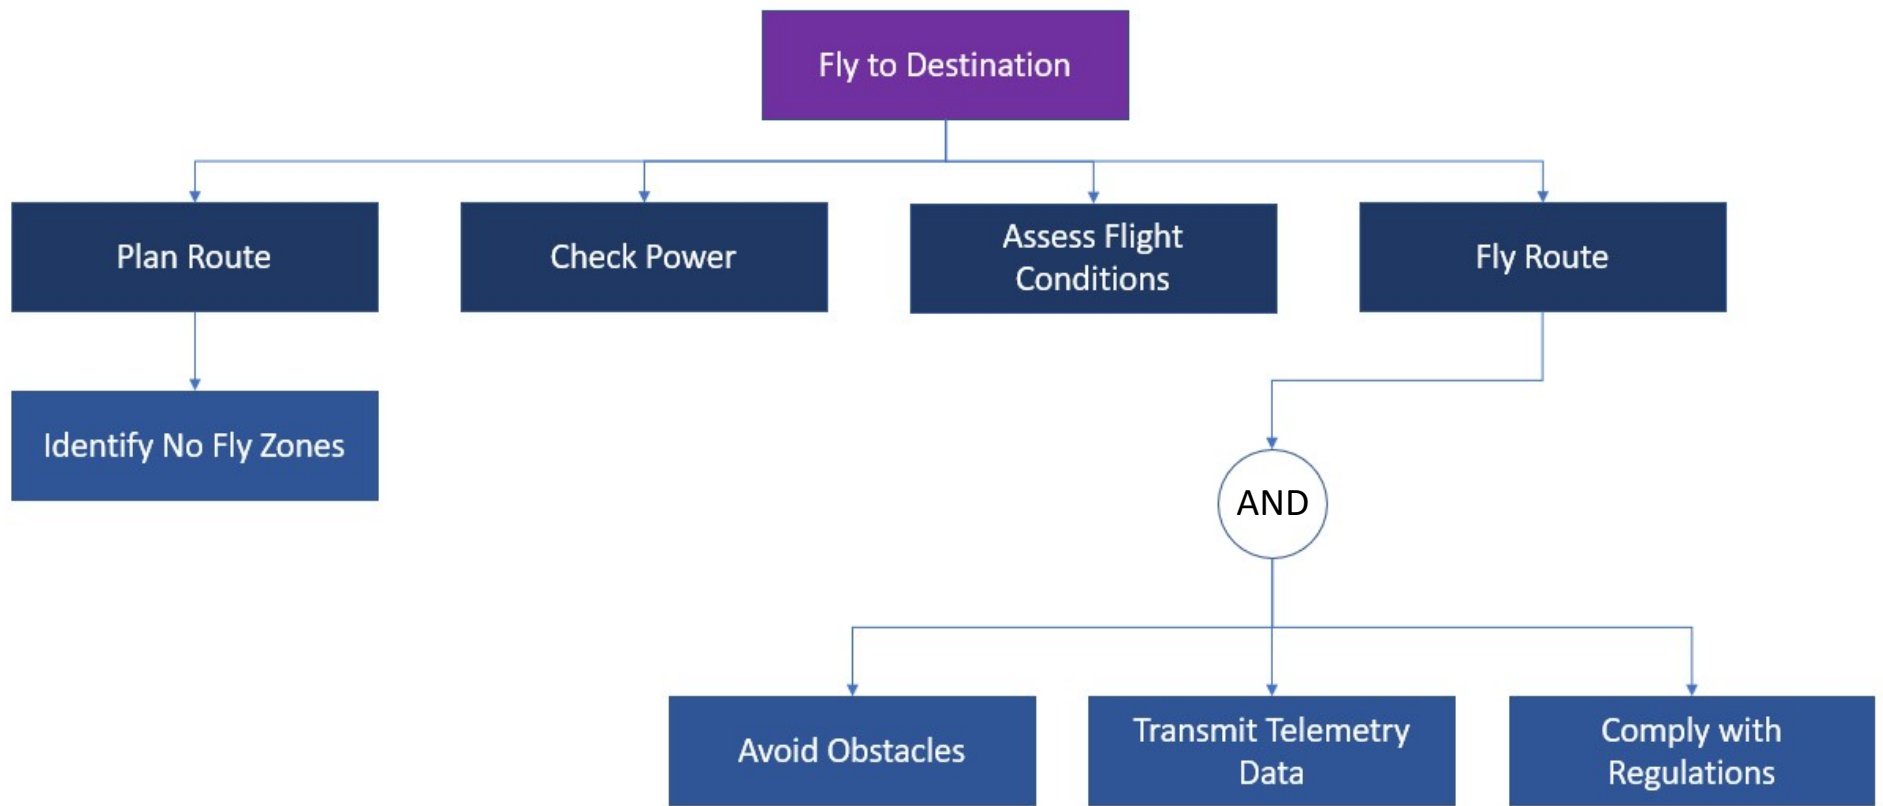 Fly to Destination
Plan Route
Check Power
Assess Flight
Conditions
Fly Route
Identify No Fly Zones
AND
Avoid Obstacles
Transmit Telemetry
Data
Comply with
Regulations